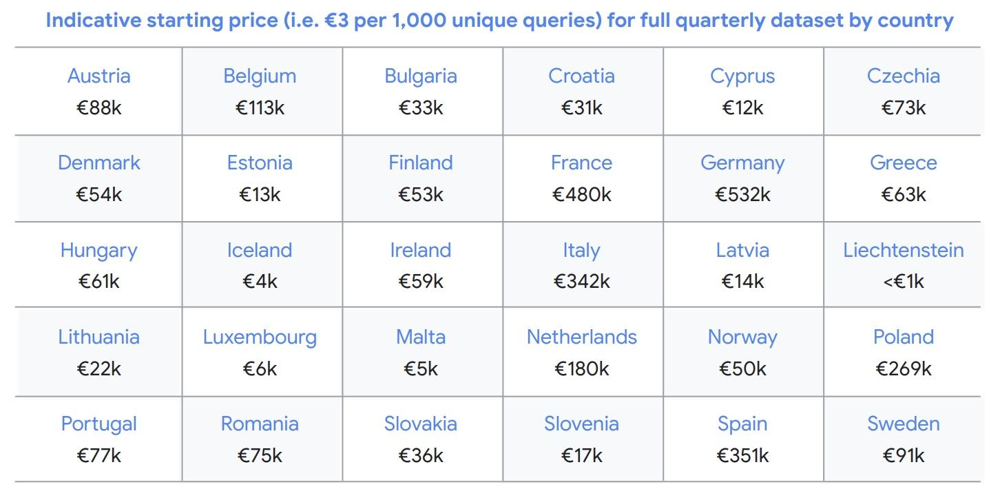 Indicative starting price (i.e. €3 per 1,000 unique queries) for full quarterly dataset by country
Austria Belgium Bulgaria Croatia Cyprus Czechia
€88k €113k €33k €31k €12k €73k
Denmark Estonia Finland France Germany Greece
€54k €13k €53k €480k €532k €63k
Hungary Iceland Ireland Italy Latvia Liechtenstein
€61k €4k €59k €342k €14k <€1k
Lithuania Luxembourg Malta Netherlands Norway Poland
€22k €6k €5k €180k €50k €269k
Portugal Romania Slovakia Slovenia Spain Sweden
€77k €75k €36k €17k €351k €91k